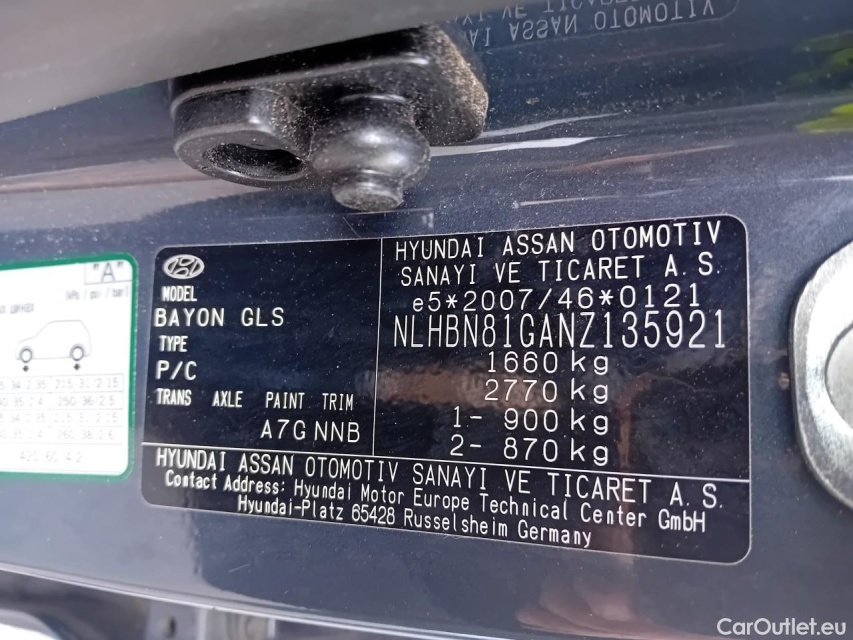 HYUNDAI ASSAN OTOMOTIV
SANAYI VE TICARET A.S.
e5*2007/46*0121
NLHBN81GANZ135921
1660 kg
2770 kg
1- 900 kg
2- 870 kg
MODEL
BAYON GLS
TYPE
P/C
TRANS AXLE PAINT TRIM
A7G NNB
HYUNDAI ASSAN OTOMOTIV SANAYI VE TICARET A.S.
Contact Address: Hyundai Motor Europe Technical Center GmbH
Hyundai-Platz 65428 Russelsheim Germany
"A"
CarOutlet.eu